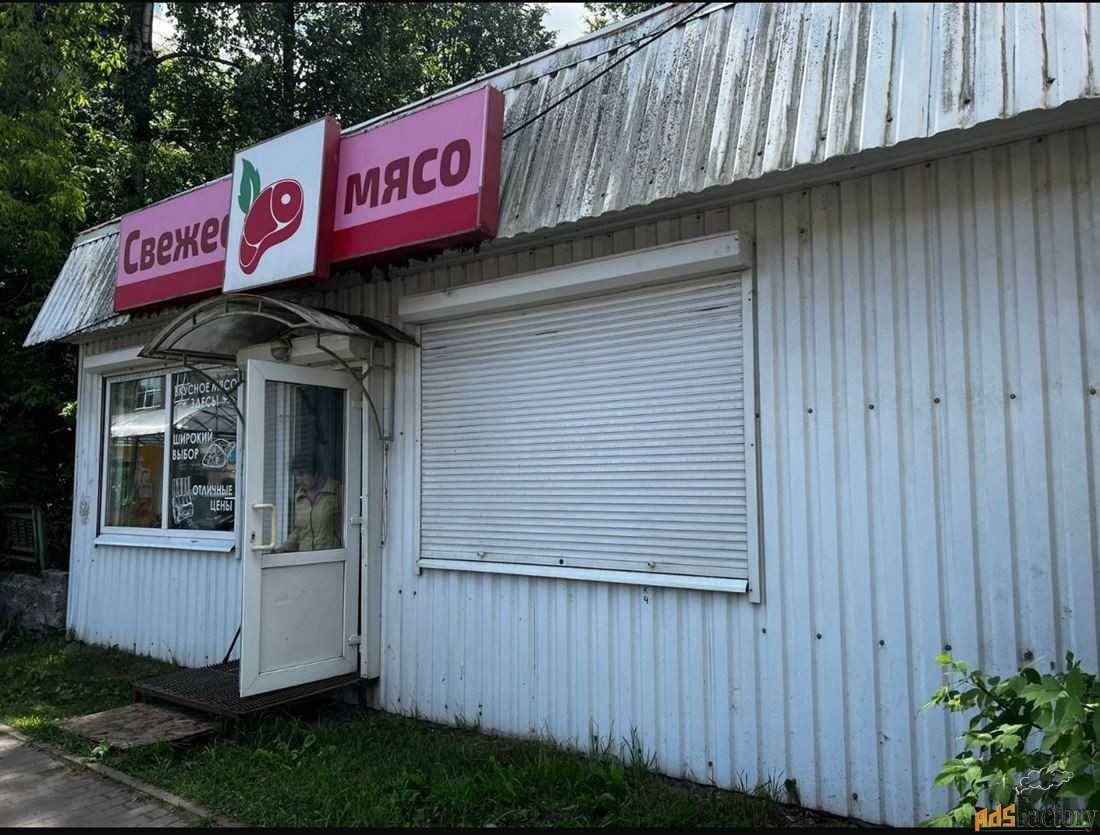 Свежее
мясо
ВКУСНОЕ МЯСО
ЗДЕСЬ!
ШИРОКИЙ
ВЫБОР
ОТЛИЧНЫЕ
ЦЕНЫ
AdsFactory